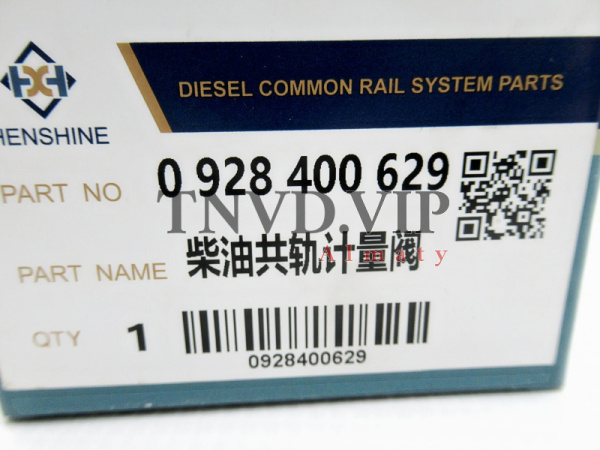 HENSHINE
DIESEL COMMON RAIL SYSTEM PARTS
PART NO 0 928 400 629
TNVD.VIP
Almaty
PART NAME 柴油共轨计量阀
QTY 1
0928400629